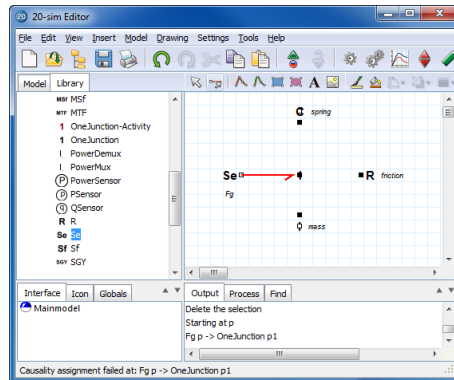 20-sim Editor
File Edit View Insert Model Drawing Settings Tools Help
Model Library
MSf MSf
MTF MTF
1 OneJunction-Activity
1 OneJunction
PowerDemux
PowerMux
P PowerSensor
P PSensor
q QSensor
R R
Se Se
Sf Sf
SGY SGY
A
C spring
Se
Fg
R friction
mass
Interface Icon Globals
Mainmodel
Output Process Find
Delete the selection
Starting at p
Fg p -> OneJunction p1
Causality assignment failed at: Fg p -> OneJunction p1